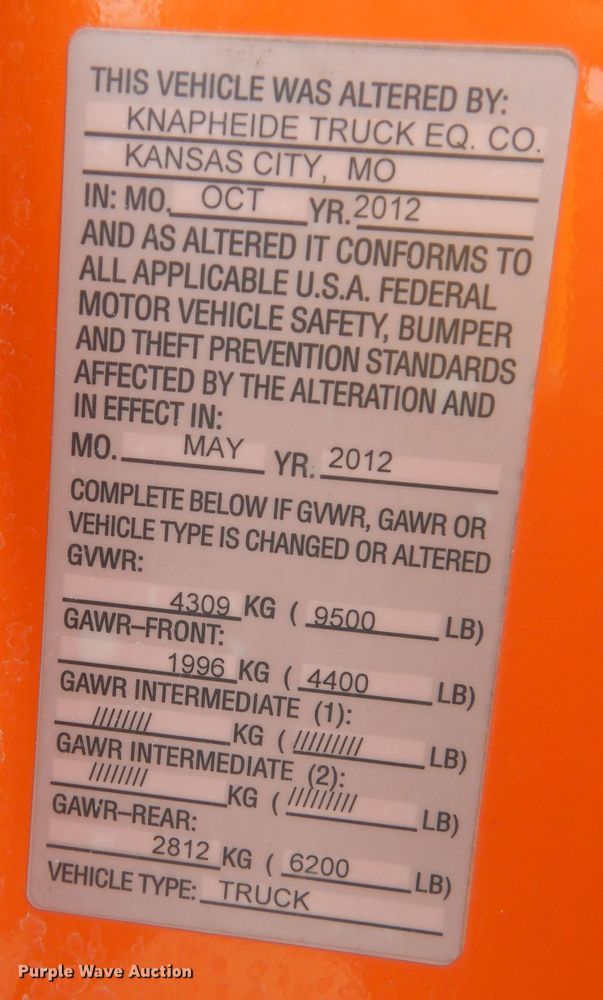 THIS VEHICLE WAS ALTERED BY:
KNAPHEIDE TRUCK EQ. CO.
KANSAS CITY, MO
IN: MO. OCT YR. 2012
AND AS ALTERED IT CONFORMS TO
ALL APPLICABLE U.S.A. FEDERAL
MOTOR VEHICLE SAFETY, BUMPER
AND THEFT PREVENTION STANDARDS
AFFECTED BY THE ALTERATION AND
IN EFFECT IN:
MO. MAY YR. 2012
COMPLETE BELOW IF GVWR, GAWR OR
VEHICLE TYPE IS CHANGED OR ALTERED
GVWR:
4309 KG ( 9500 LB)
GAWR–FRONT:
1996 KG ( 4400 LB)
GAWR INTERMEDIATE (1):
//////// KG ( ///////// LB)
GAWR INTERMEDIATE (2):
//////// KG ( ///////// LB)
GAWR–REAR:
2812 KG ( 6200 LB)
VEHICLE TYPE: TRUCK
Purple Wave Auction